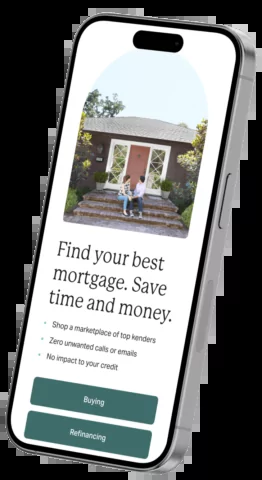 Find your best
mortgage. Save
time and money.
Shop a marketplace of top kenders
Zero unwanted calls or emails
No impact to your credit
Buying
Refinancing